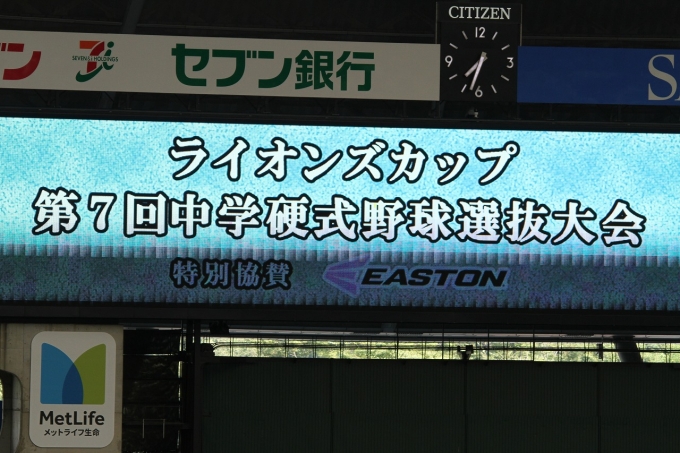 CITIZEN
12
9
3
6
ン
SEVEN&i HOLDINGS
セブン銀行
SA
ライオンズカップ
第7回中学硬式野球選抜大会
特別協賛 EASTON
MetLife
メットライフ生命